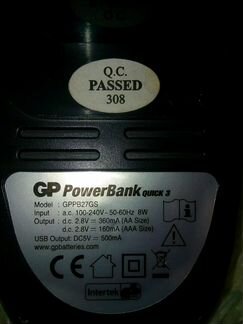 Q.C.
PASSED
308
GP PowerBank QUICK 3
Model : GPPB27GS
Input : a.c. 100-240V~50-60Hz 8W
Output : d.c. 2.8V ⎓ 360mA (AA Size)
d.c. 2.8V ⎓ 160mA (AAA Size)
USB Output: DC5V ⎓ 500mA
www.gpbatteries.com
Intertek